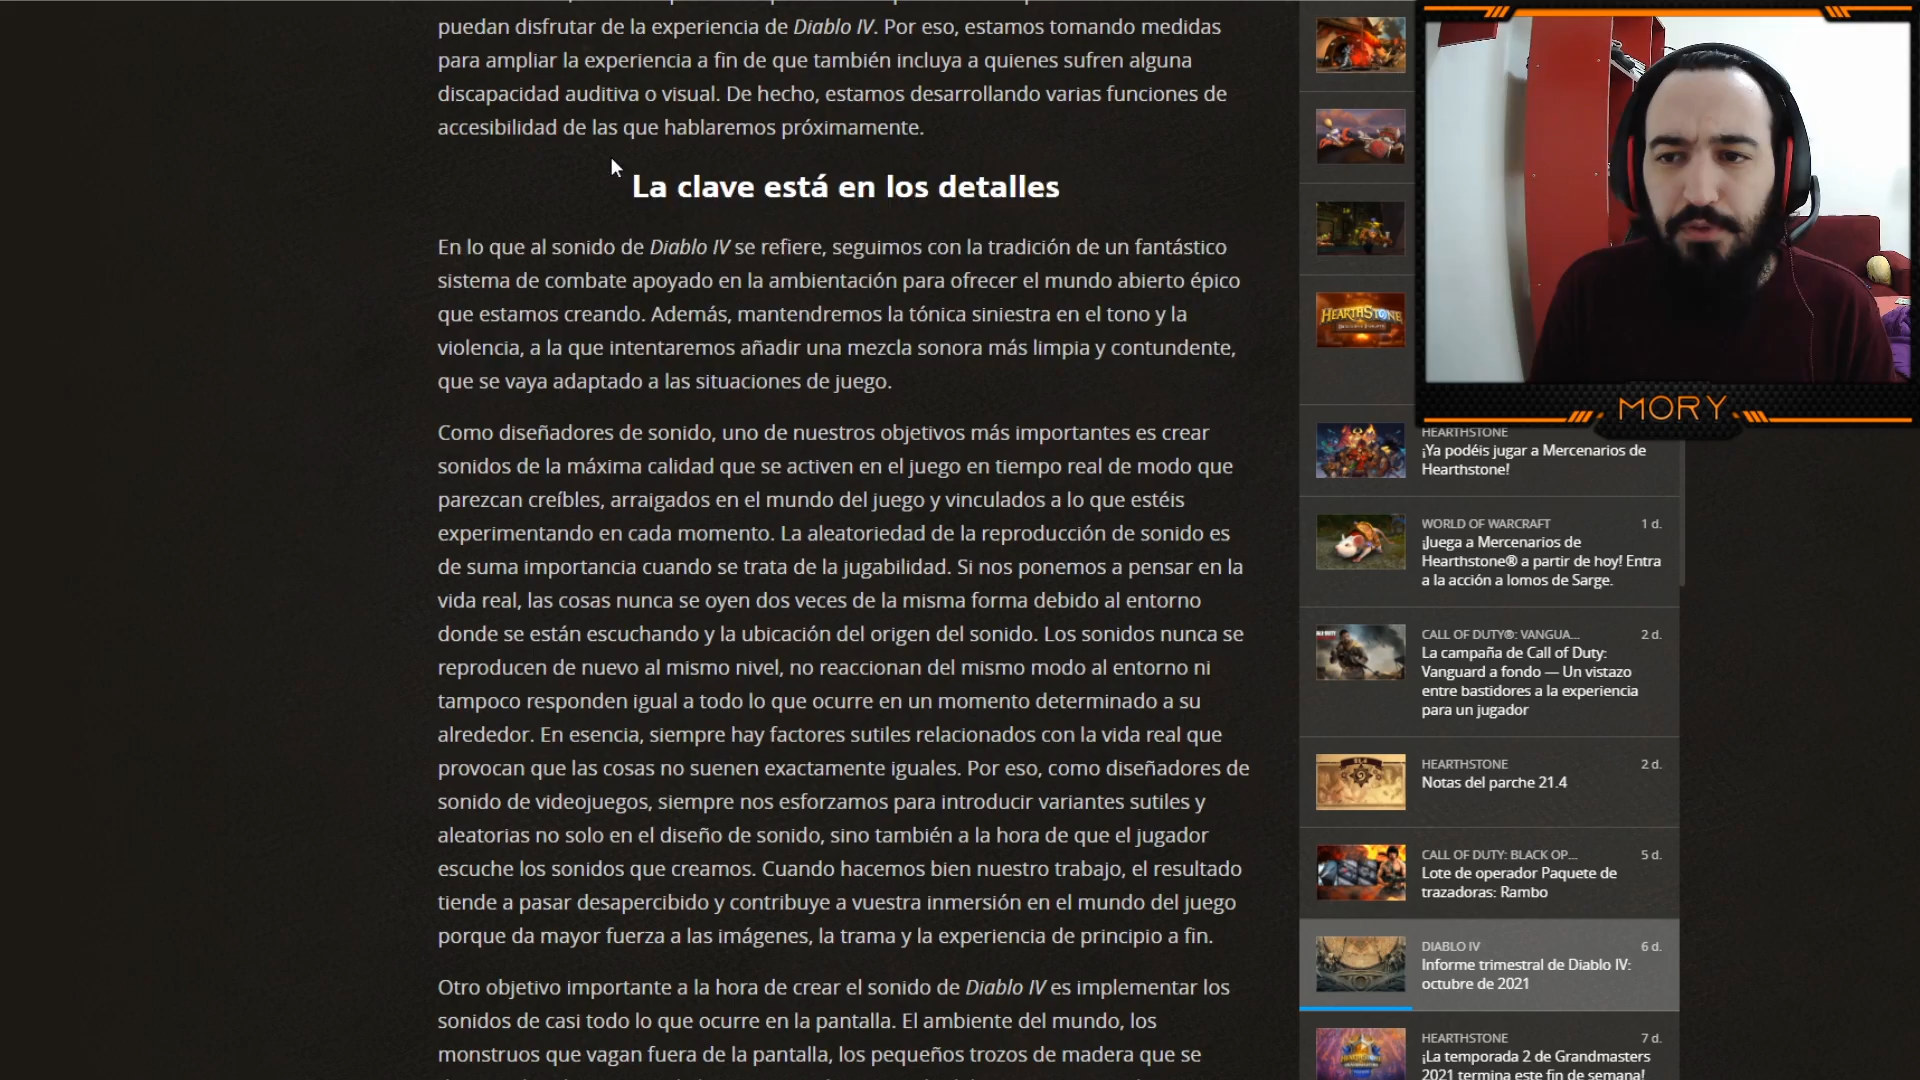 puedan disfrutar de la experiencia de Diablo IV. Por eso, estamos tomando medidas
para ampliar la experiencia a fin de que también incluya a quienes sufren alguna
discapacidad auditiva o visual. De hecho, estamos desarrollando varias funciones de
accesibilidad de las que hablaremos próximamente.
La clave está en los detalles
En lo que al sonido de Diablo IV se refiere, seguimos con la tradición de un fantástico
sistema de combate apoyado en la ambientación para ofrecer el mundo abierto épico
que estamos creando. Además, mantendremos la tónica siniestra en el tono y la
violencia, a la que intentaremos añadir una mezcla sonora más limpia y contundente,
que se vaya adaptado a las situaciones de juego.
Como diseñadores de sonido, uno de nuestros objetivos más importantes es crear
sonidos de la máxima calidad que se activen en el juego en tiempo real de modo que
parezcan creíbles, arraigados en el mundo del juego y vinculados a lo que estéis
experimentando en cada momento. La aleatoriedad de la reproducción de sonido es
de suma importancia cuando se trata de la jugabilidad. Si nos ponemos a pensar en la
vida real, las cosas nunca se oyen dos veces de la misma forma debido al entorno
donde se están escuchando y la ubicación del origen del sonido. Los sonidos nunca se
reproducen de nuevo al mismo nivel, no reaccionan del mismo modo al entorno ni
tampoco responden igual a todo lo que ocurre en un momento determinado a su
alrededor. En esencia, siempre hay factores sutiles relacionados con la vida real que
provocan que las cosas no suenen exactamente iguales. Por eso, como diseñadores de
sonido de videojuegos, siempre nos esforzamos para introducir variantes sutiles y
aleatorias no solo en el diseño de sonido, sino también a la hora de que el jugador
escuche los sonidos que creamos. Cuando hacemos bien nuestro trabajo, el resultado
tiende a pasar desapercibido y contribuye a vuestra inmersión en el mundo del juego
porque da mayor fuerza a las imágenes, la trama y la experiencia de principio a fin.
Otro objetivo importante a la hora de crear el sonido de Diablo IV es implementar los
sonidos de casi todo lo que ocurre en la pantalla. El ambiente del mundo, los
monstruos que vagan fuera de la pantalla, los pequeños trozos de madera que se
MORY
HEARTHSTONE
HEARTHSTONE
¡Ya podéis jugar a Mercenarios de
Hearthstone!
WORLD OF WARCRAFT 1 d.
¡Juega a Mercenarios de
Hearthstone® a partir de hoy! Entra
a la acción a lomos de Sarge.
CALL OF DUTY®: VANGUA... 2 d.
La campaña de Call of Duty:
Vanguard a fondo — Un vistazo
entre bastidores a la experiencia
para un jugador
HEARTHSTONE 2 d.
Notas del parche 21.4
CALL OF DUTY: BLACK OP... 5 d.
Lote de operador Paquete de
trazadoras: Rambo
DIABLO IV 6 d.
Informe trimestral de Diablo IV:
octubre de 2021
HEARTHSTONE 7 d.
¡La temporada 2 de Grandmasters
2021 termina este fin de semana!